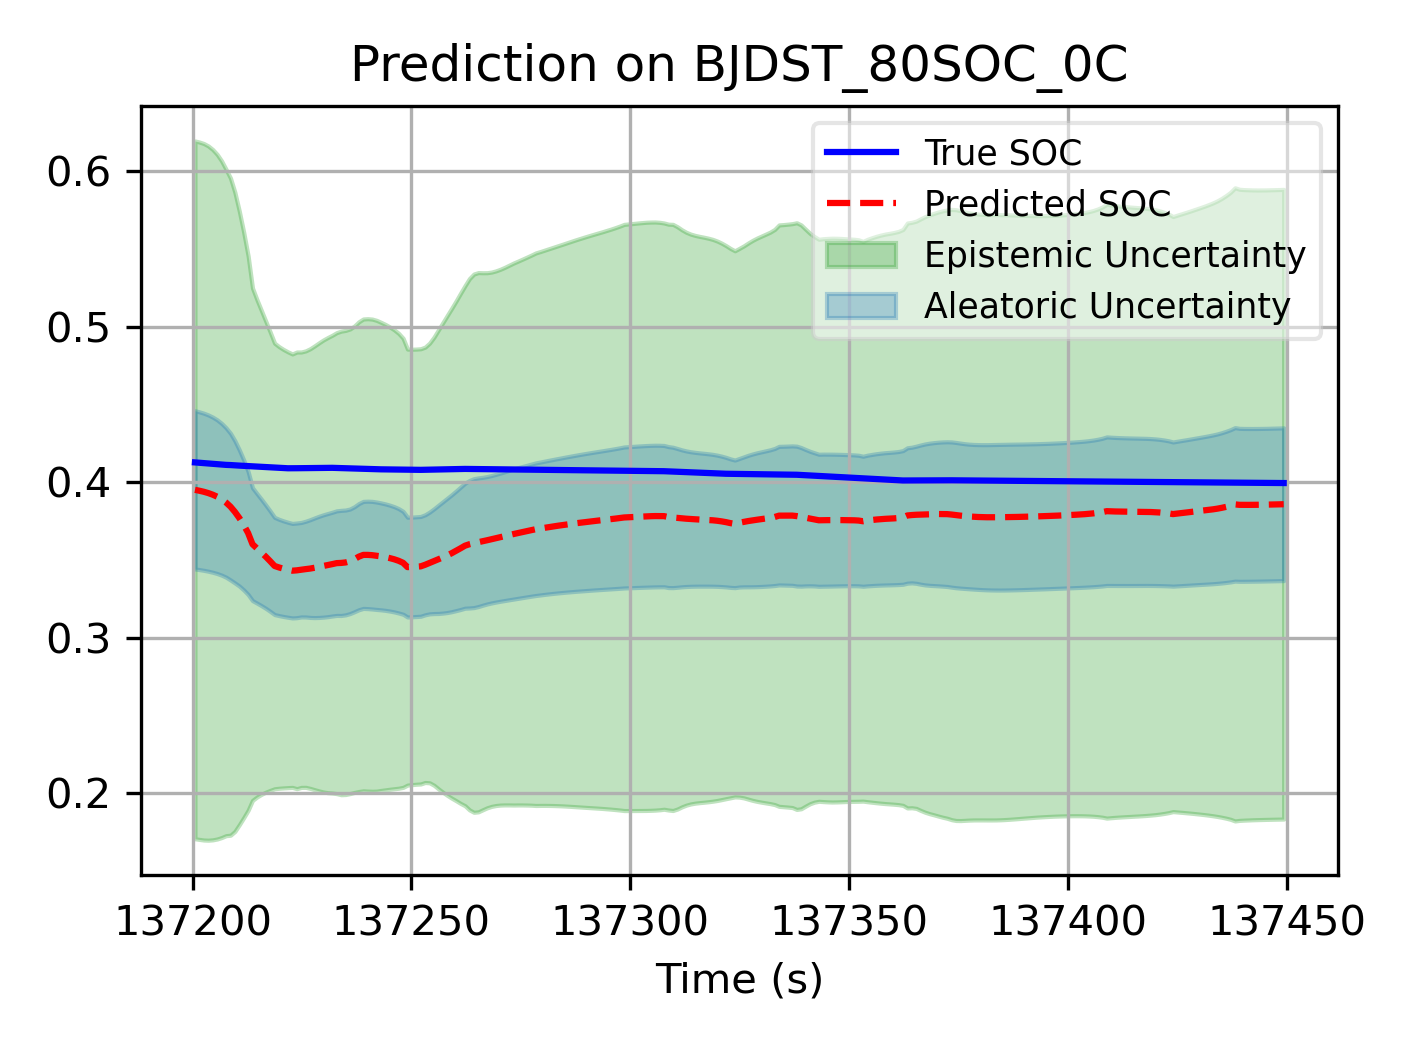 Prediction on BJDST_80SOC_0C
True SOC
Predicted SOC
Epistemic Uncertainty
Aleatoric Uncertainty
0.6
0.5
0.4
0.3
0.2
137200 137250 137300 137350 137400 137450
Time (s)